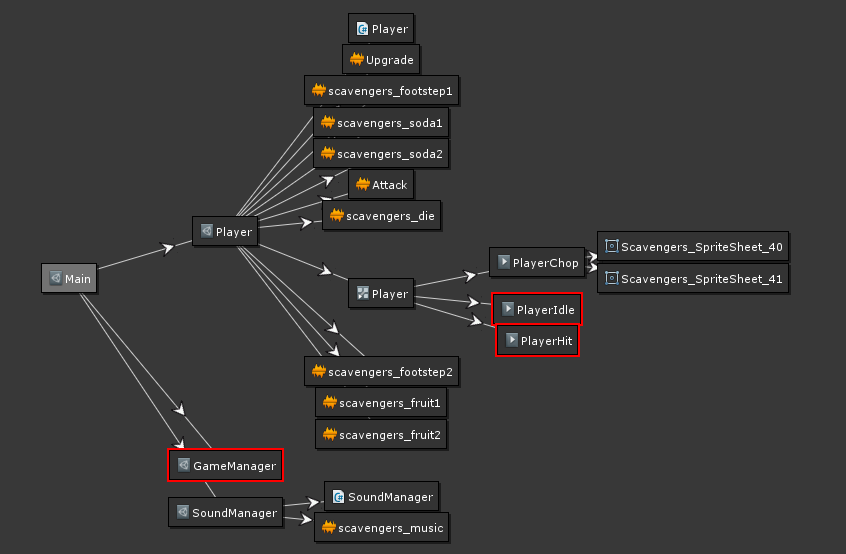 Player
Upgrade
scavengers_footstep1
scavengers_soda1
scavengers_soda2
Attack
scavengers_die
Player
Main
Player
PlayerChop
Scavengers_SpriteSheet_40
Scavengers_SpriteSheet_41
PlayerIdle
PlayerHit
scavengers_footstep2
scavengers_fruit1
scavengers_fruit2
GameManager
SoundManager
SoundManager
scavengers_music